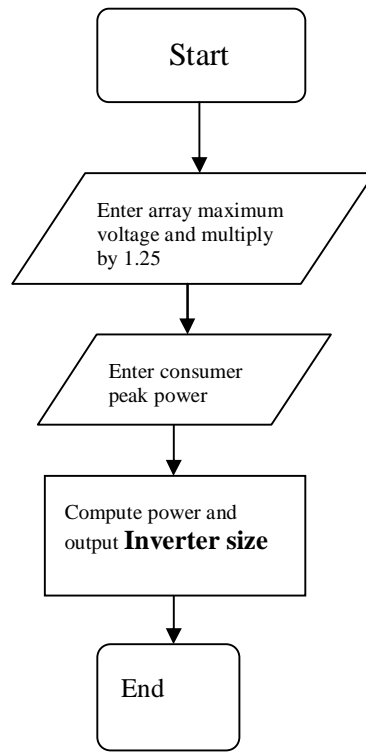 Start
Enter array maximum
voltage and multiply
by 1.25
Enter consumer
peak power
Compute power and
output Inverter size
End